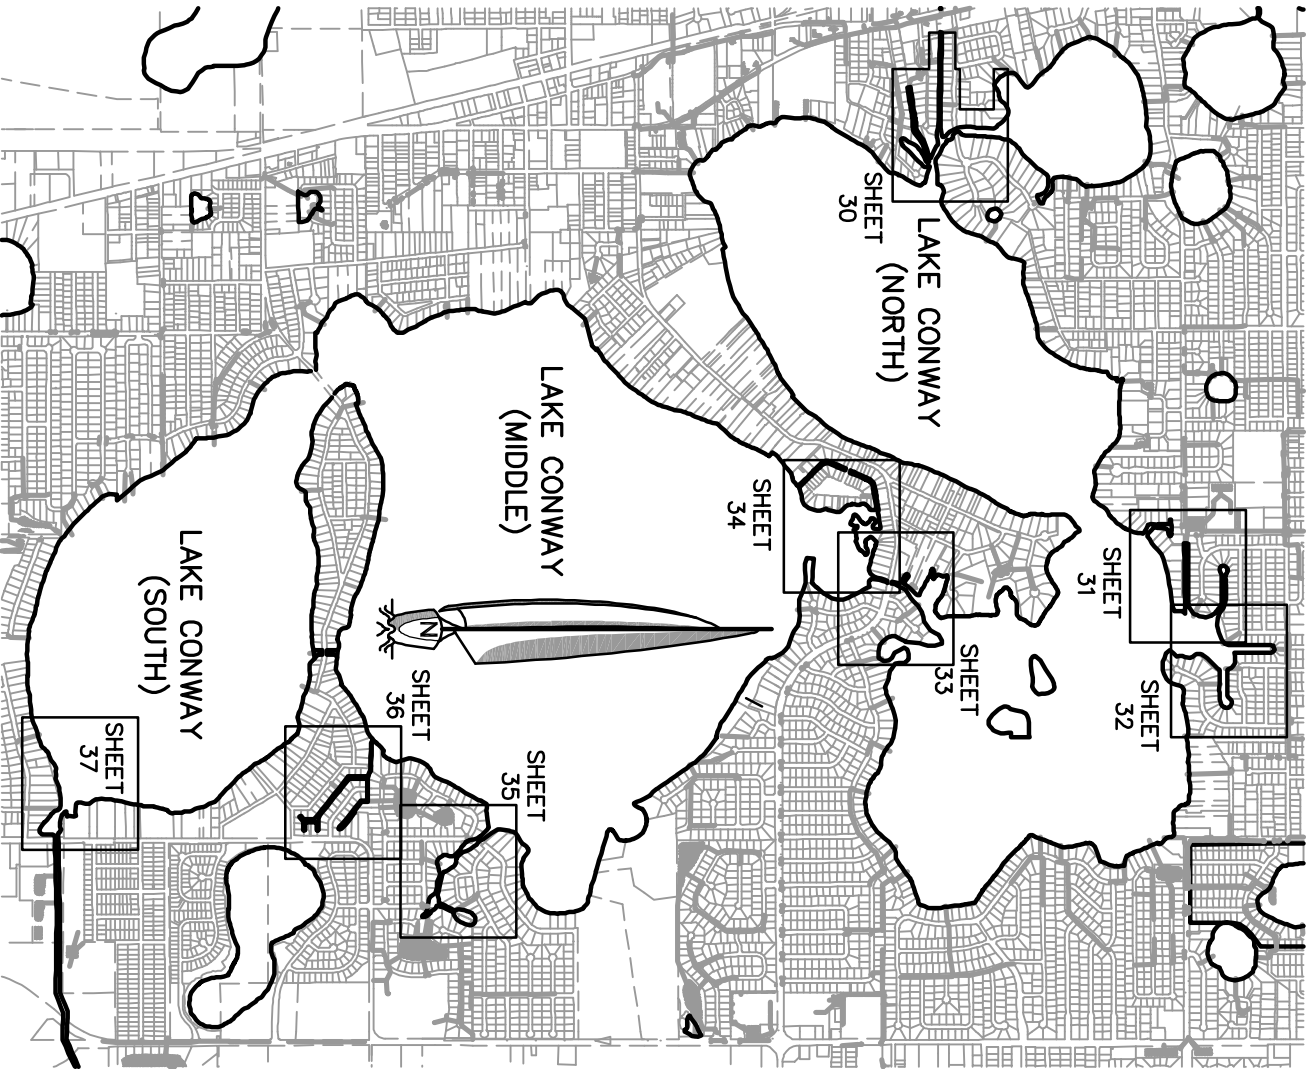 SHEET
30
LAKE CONWAY
(NORTH)
SHEET
31
SHEET
32
SHEET
33
SHEET
34
LAKE CONWAY
(MIDDLE)
N
SHEET
35
SHEET
36
LAKE CONWAY
(SOUTH)
SHEET
37